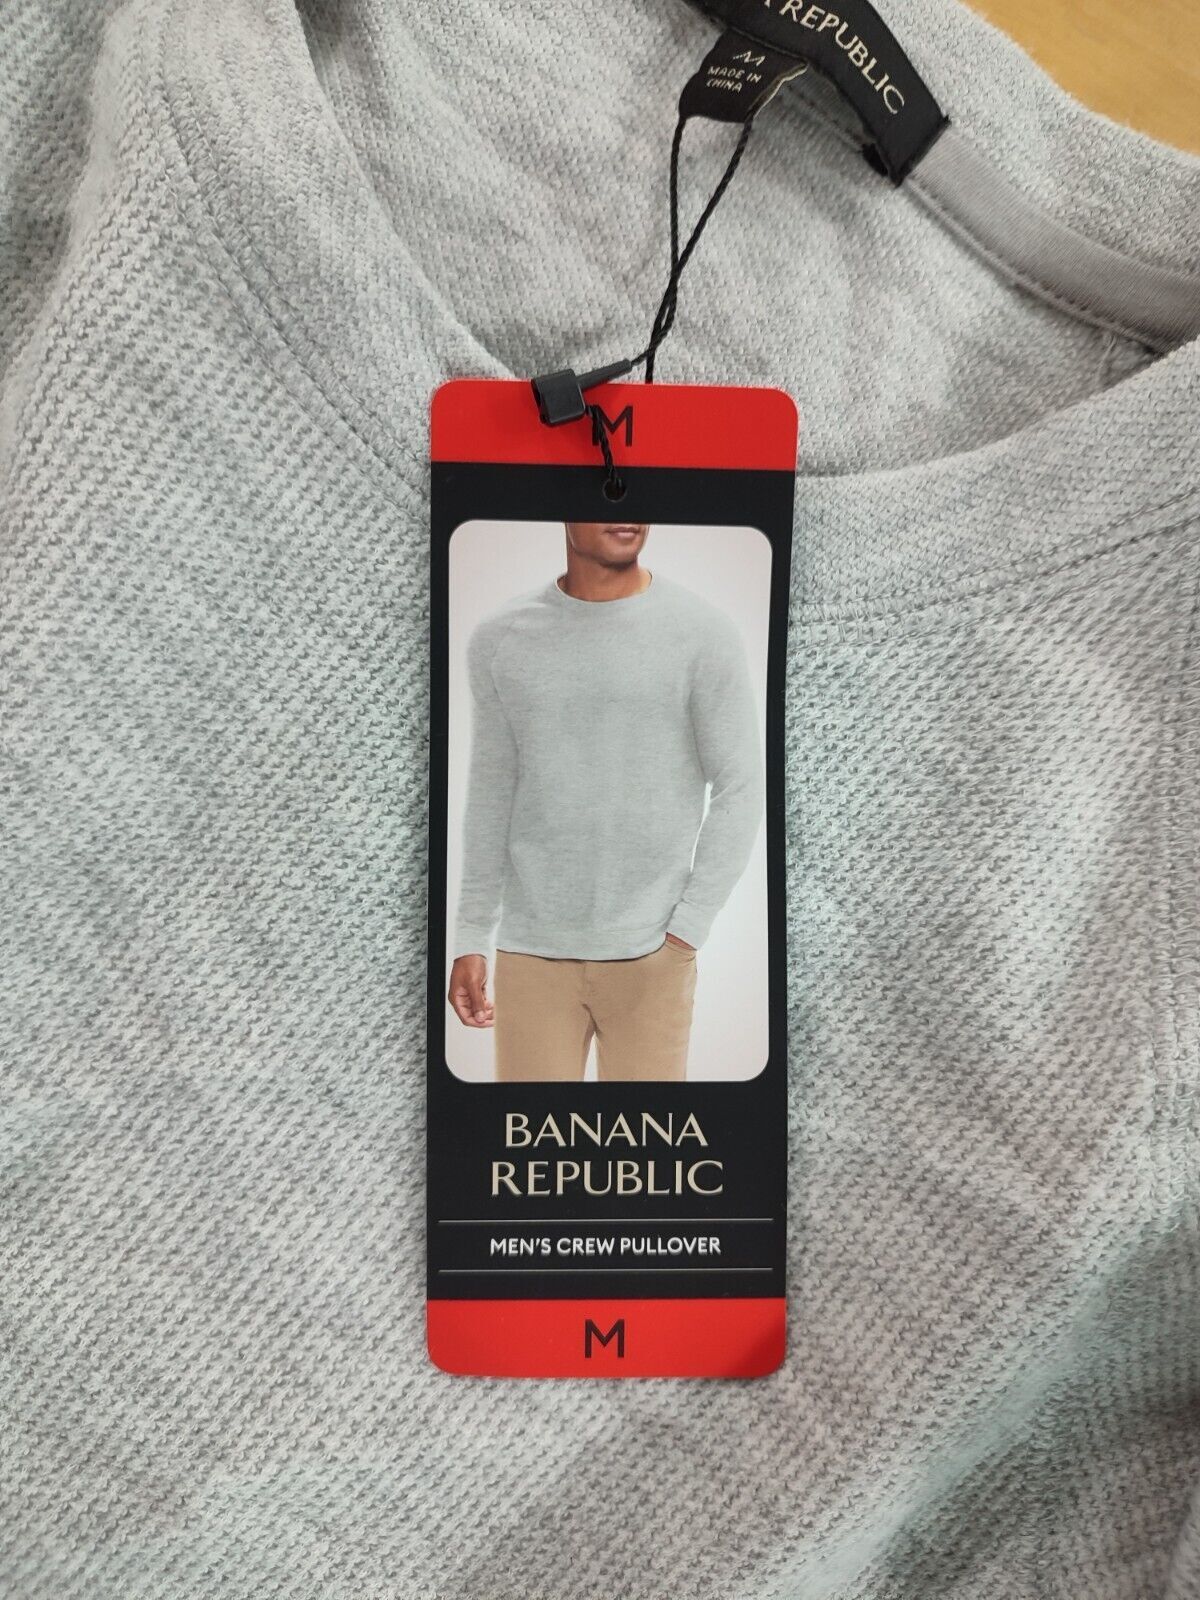 REPUBLIC
M
MADE IN
CHINA
M
BANANA
REPUBLIC
MEN'S CREW PULLOVER
M